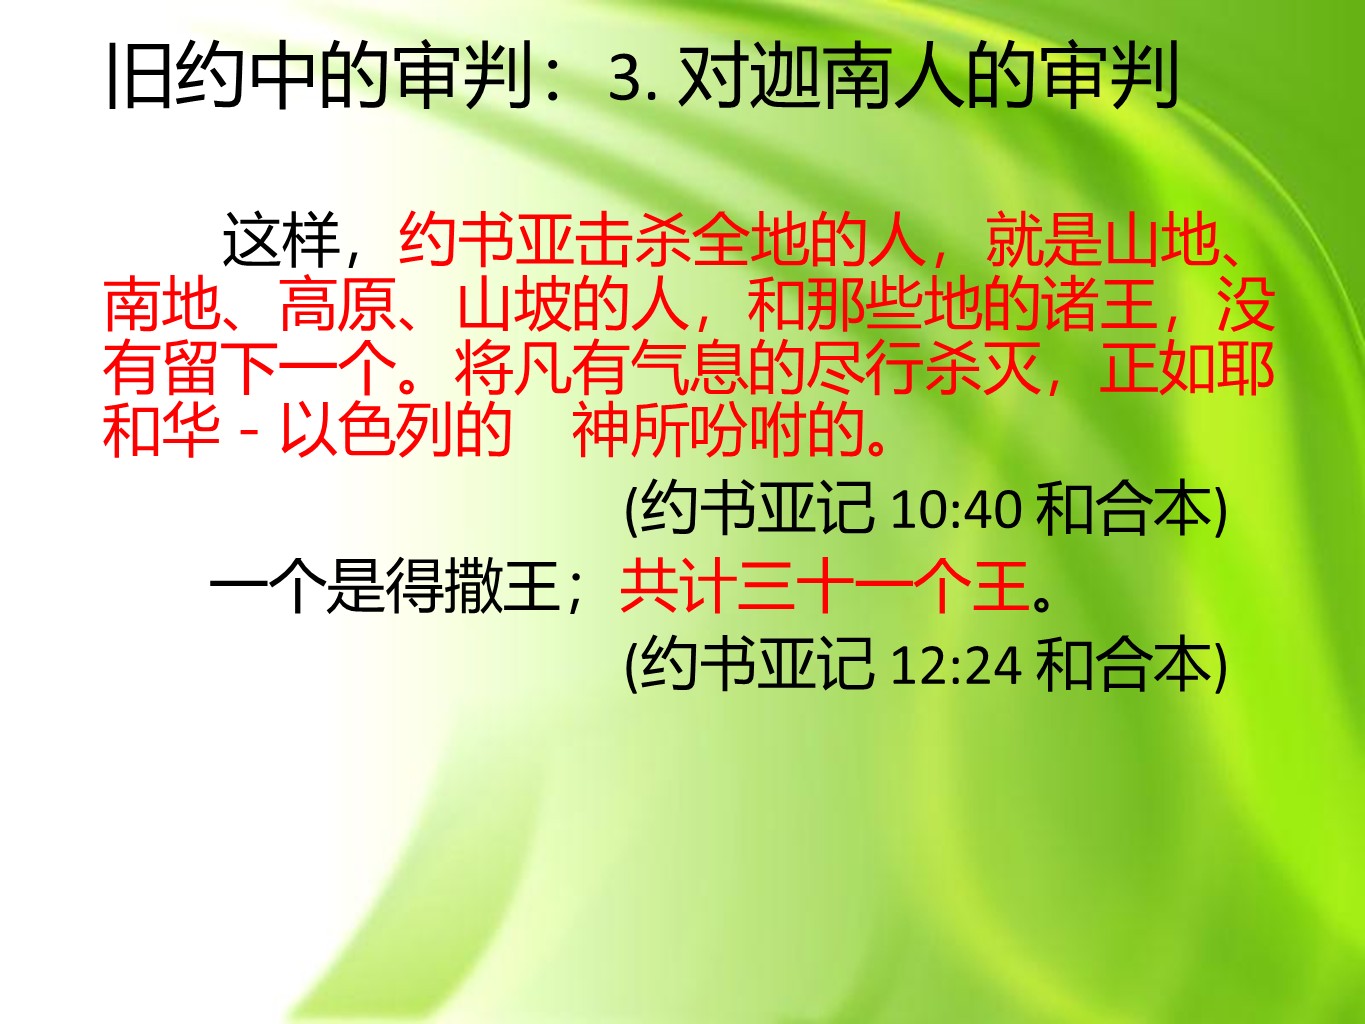 旧约中的审判：3. 对迦南人的审判
这样，约书亚击杀全地的人，就是山地、
南地、高原、山坡的人，和那些地的诸王，没
有留下一个。将凡有气息的尽行杀灭，正如耶
和华－以色列的　神所吩咐的。
(约书亚记 10:40 和合本)
一个是得撒王；共计三十一个王。
(约书亚记 12:24 和合本)